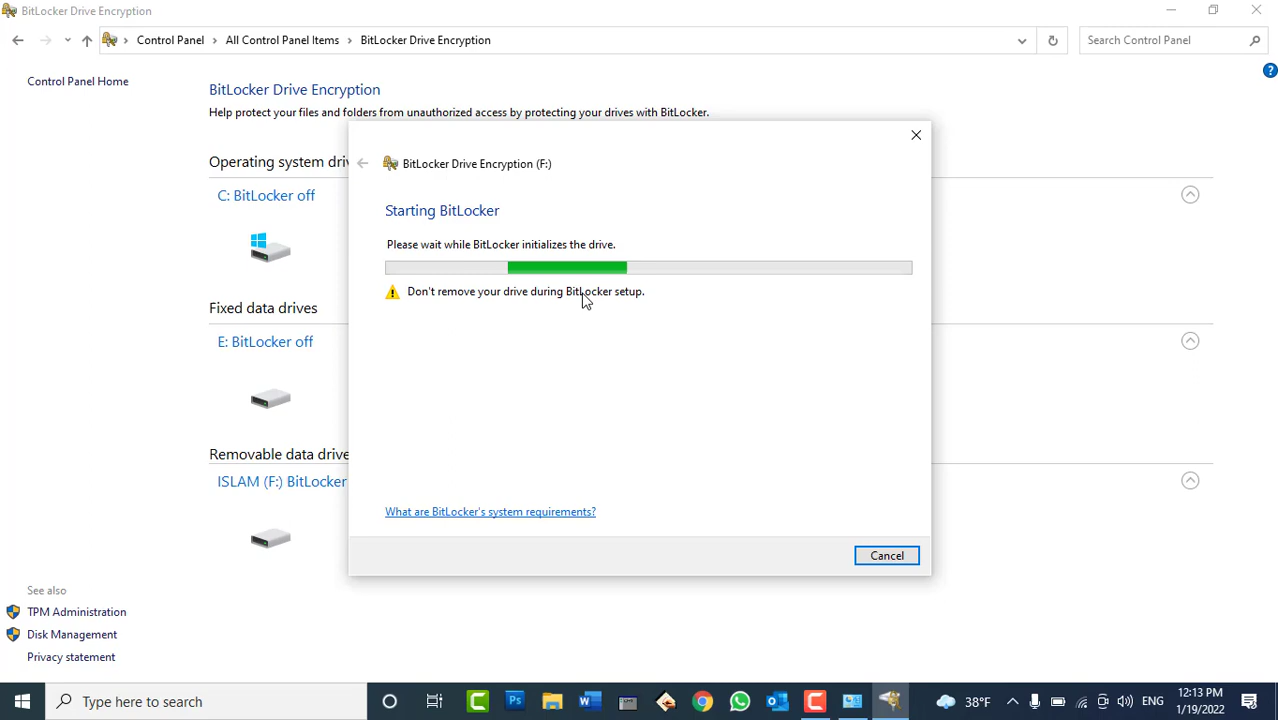 BitLocker Drive Encryption
Control Panel > All Control Panel Items > BitLocker Drive Encryption
Search Control Panel
Control Panel Home
BitLocker Drive Encryption
Help protect your files and folders from unauthorized access by protecting your drives with BitLocker.
Operating system driv
C: BitLocker off
Fixed data drives
E: BitLocker off
Removable data drive
ISLAM (F:) BitLocker
BitLocker Drive Encryption (F:)
Starting BitLocker
Please wait while BitLocker initializes the drive.
Don't remove your drive during BitLocker setup.
What are BitLocker's system requirements?
Cancel
See also
TPM Administration
Disk Management
Privacy statement
Type here to search
38°F
ENG
12:13 PM
1/19/2022